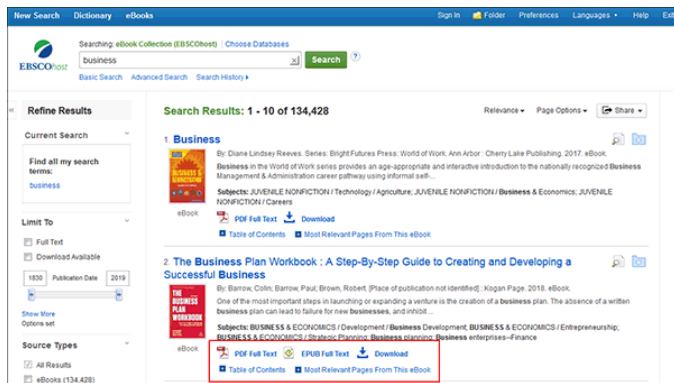 New Search Dictionary eBooks Sign In Folder Preferences Languages Help Exi
EBSCOhost
Searching: eBook Collection (EBSCOhost) Choose Databases
business Search ?
Basic Search Advanced Search Search History
Refine Results
Current Search
Find all my search
terms:
business
Limit To
Full Text
Download Available
1830 Publication Date 2019
Show More
Options set
Source Types
All Results
eBooks (134,428)
Search Results: 1 - 10 of 134,428 Relevance Page Options Share
1. Business
By: Diane Lindsey Reeves. Series: Bright Futures Press: World of Work. Ann Arbor : Cherry Lake Publishing. 2017. eBook.
Business in the World of Work series provides an age-appropriate and interactive introduction to the nationally recognized Business
Management & Administration career pathway using informal self-...
Subjects: JUVENILE NONFICTION / Technology / Agriculture; JUVENILE NONFICTION / Business & Economics; JUVENILE
NONFICTION / Careers
BUSINESS &
ADMINISTRATION
eBook
PDF Full Text Download
Table of Contents Most Relevant Pages From This eBook
2. The Business Plan Workbook : A Step-By-Step Guide to Creating and Developing a
Successful Business
By: Barrow, Colin; Barrow, Paul; Brown, Robert. [Place of publication not identified] : Kogan Page. 2018. eBook.
One of the most important steps in launching or expanding a venture is the creation of a business plan. The absence of a written
business plan can lead to failure for new businesses, and inhibit ...
Subjects: BUSINESS & ECONOMICS / Development / Business Development; BUSINESS & ECONOMICS / Entrepreneurship;
BUSINESS & ECONOMICS / Strategic Planning; Business planning; Business enterprises--Finance
THE
BUSINESS
PLAN
WORKBOOK
eBook
PDF Full Text EPUB Full Text Download
Table of Contents Most Relevant Pages From This eBook